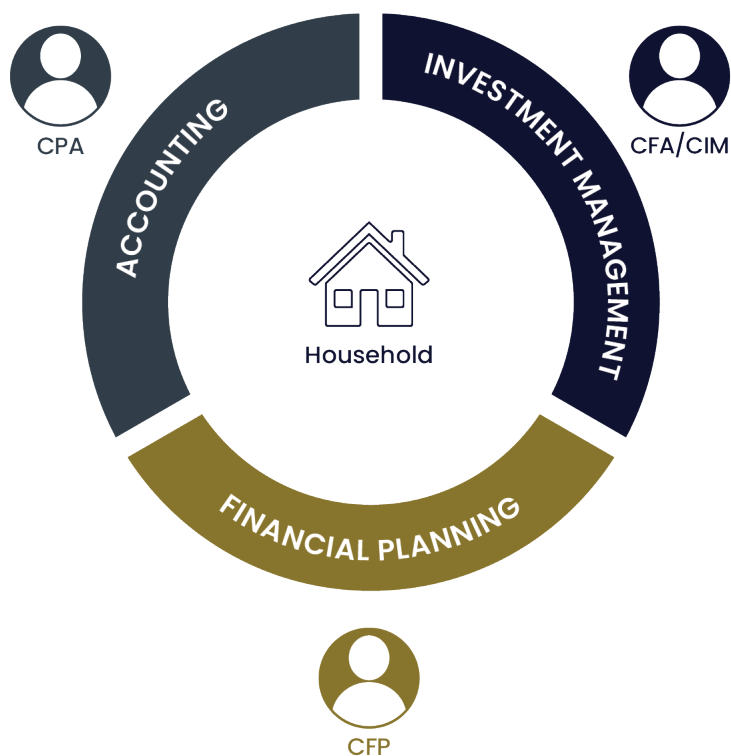 INVESTMENT MANAGEMENT
ACCOUNTING
CPA
CFA/CIM
Household
FINANCIAL PLANNING
CFP